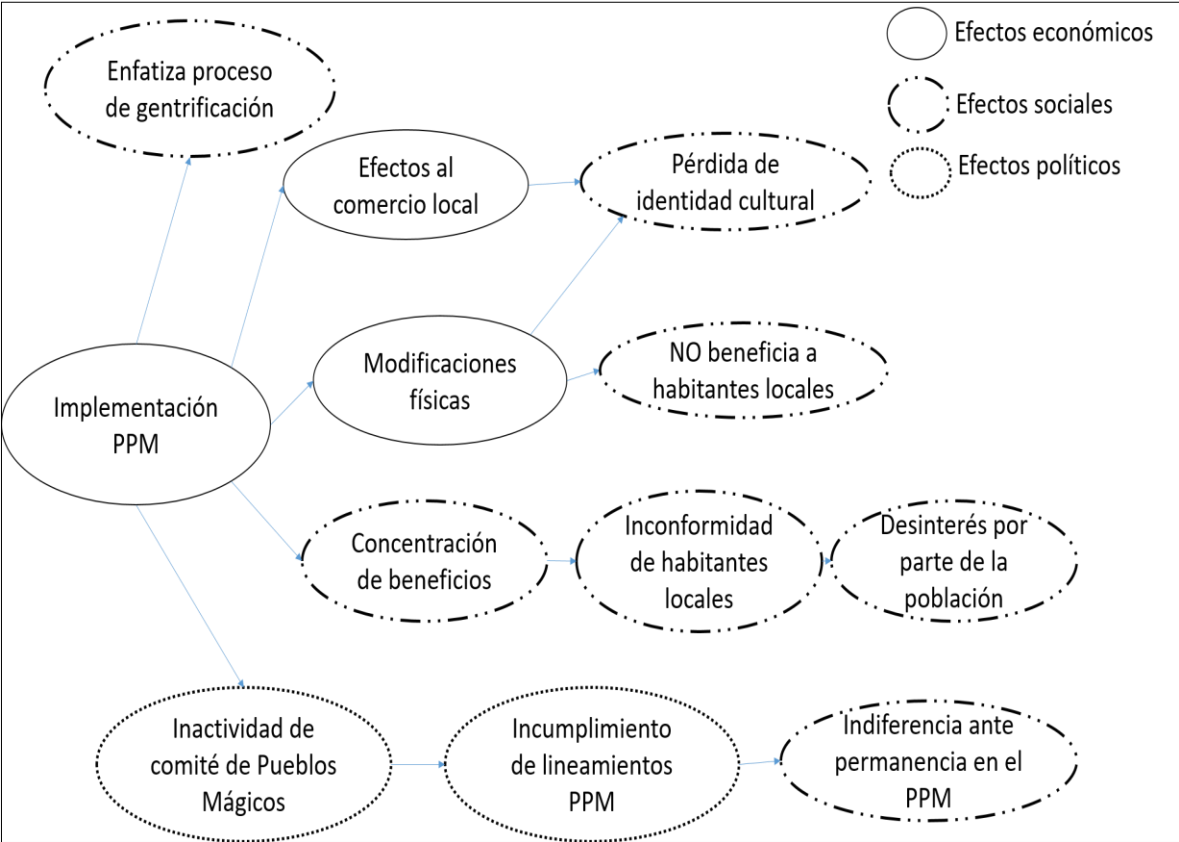 Enfatiza proceso
de gentrificación
Efectos económicos
Efectos sociales
Efectos políticos
Efectos al
comercio local
Pérdida de
identidad cultural
Modificaciones
físicas
NO beneficia a
habitantes locales
Implementación
PPM
Concentración
de beneficios
Inconformidad
de habitantes
locales
Desinterés por
parte de la
población
Inactividad de
comité de Pueblos
Mágicos
Incumplimiento
de lineamientos
PPM
Indiferencia ante
permanencia en el
PPM